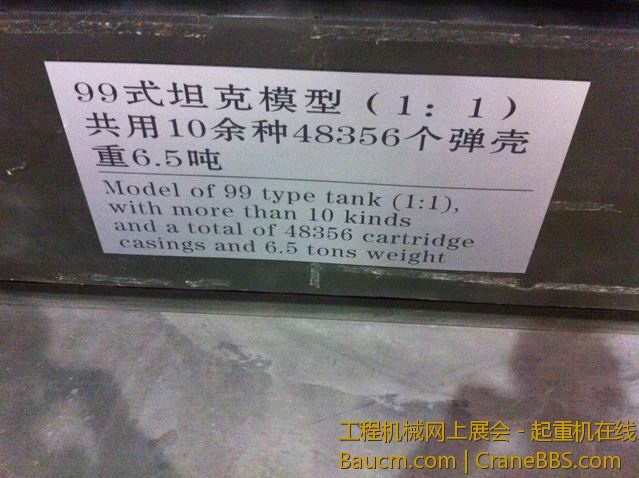 99式坦克模型（1：1）
共用10余种48356个弹壳
重6.5吨
Model of 99 type tank (1:1),
with more than 10 kinds
and a total of 48356 cartridge
casings and 6.5 tons weight
工程机械网上展会 - 起重机在线
Baucm.com | CraneBBS.com